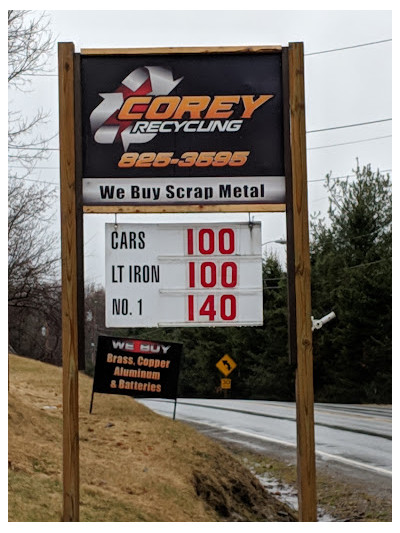 COREY
RECYCLING
825-3595
We Buy Scrap Metal
CARS 100
LT IRON 100
NO. 1 140
WE BUY
Brass, Copper
Aluminum
& Batteries